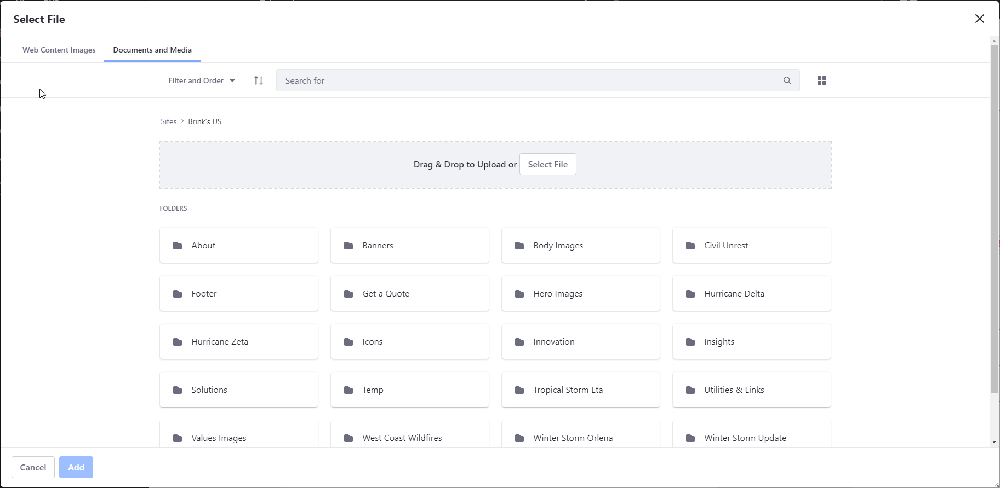 Select File
Web Content Images
Documents and Media
Filter and Order
Search for
Sites > Brink's US
Drag & Drop to Upload or Select File
FOLDERS
About
Banners
Body Images
Civil Unrest
Footer
Get a Quote
Hero Images
Hurricane Delta
Hurricane Zeta
Icons
Innovation
Insights
Solutions
Temp
Tropical Storm Eta
Utilities & Links
Values Images
West Coast Wildfires
Winter Storm Orlena
Winter Storm Update
Cancel
Add